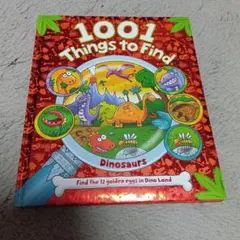 1001
Things to Find
Dinosaurs
Find the 12 golden eggs in Dino Land